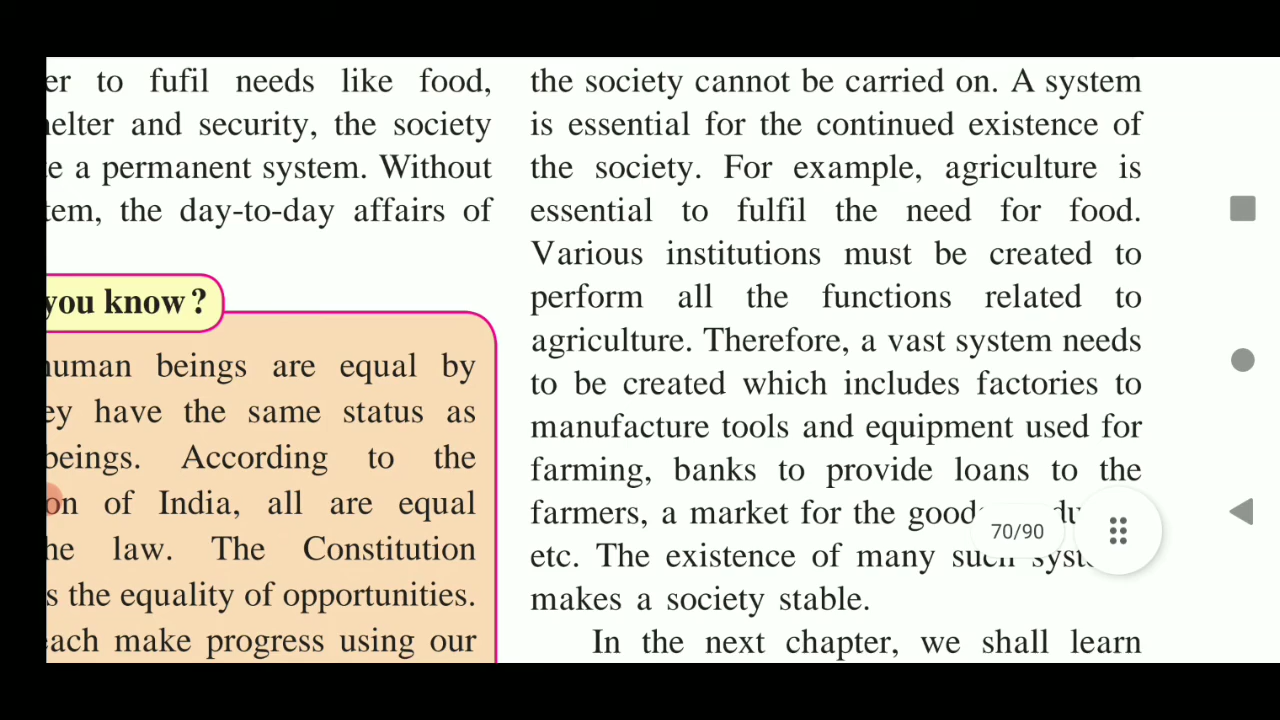 er to fufil needs like food,
helter and security, the society
e a permanent system. Without
tem, the day-to-day affairs of
you know?
human beings are equal by
ey have the same status as
beings. According to the
on of India, all are equal
he law. The Constitution
s the equality of opportunities.
each make progress using our
the society cannot be carried on. A system
is essential for the continued existence of
the society. For example, agriculture is
essential to fulfil the need for food.
Various institutions must be created to
perform all the functions related to
agriculture. Therefore, a vast system needs
to be created which includes factories to
manufacture tools and equipment used for
farming, banks to provide loans to the
farmers, a market for the goods
etc. The existence of many such
makes a society stable.
In the next chapter, we shall learn
70/90